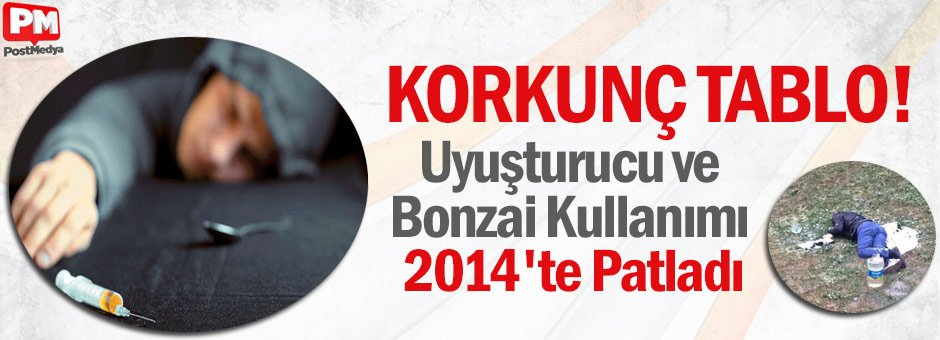 PM
PostMedya
KORKUNÇ TABLO!
Uyuşturucu ve
Bonzai Kullanımı
2014'te Patladı